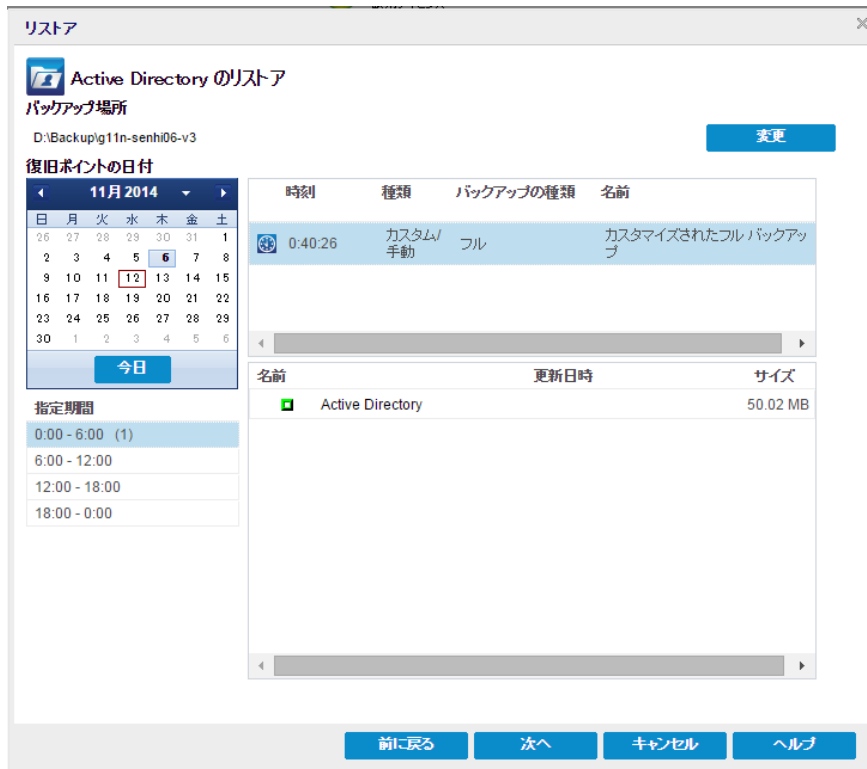 リストア
Active Directory のリストア
バックアップ場所
D:\Backup\g11n-senhi06-v3
変更
復旧ポイントの日付
11月 2014
日 月 火 水 木 金 土
26 27 28 29 30 31 1
2 3 4 5 6 7 8
9 10 11 12 13 14 15
16 17 18 19 20 21 22
23 24 25 26 27 28 29
30 1 2 3 4 5 6
今日
指定期間
0:00 - 6:00 (1)
6:00 - 12:00
12:00 - 18:00
18:00 - 0:00
時刻 種類 バックアップの種類 名前
0:40:26 カスタム/ フル カスタマイズされたフル バックアッ
手動 プ
名前 更新日時 サイズ
Active Directory 50.02 MB
前に戻る 次へ キャンセル ヘルプ